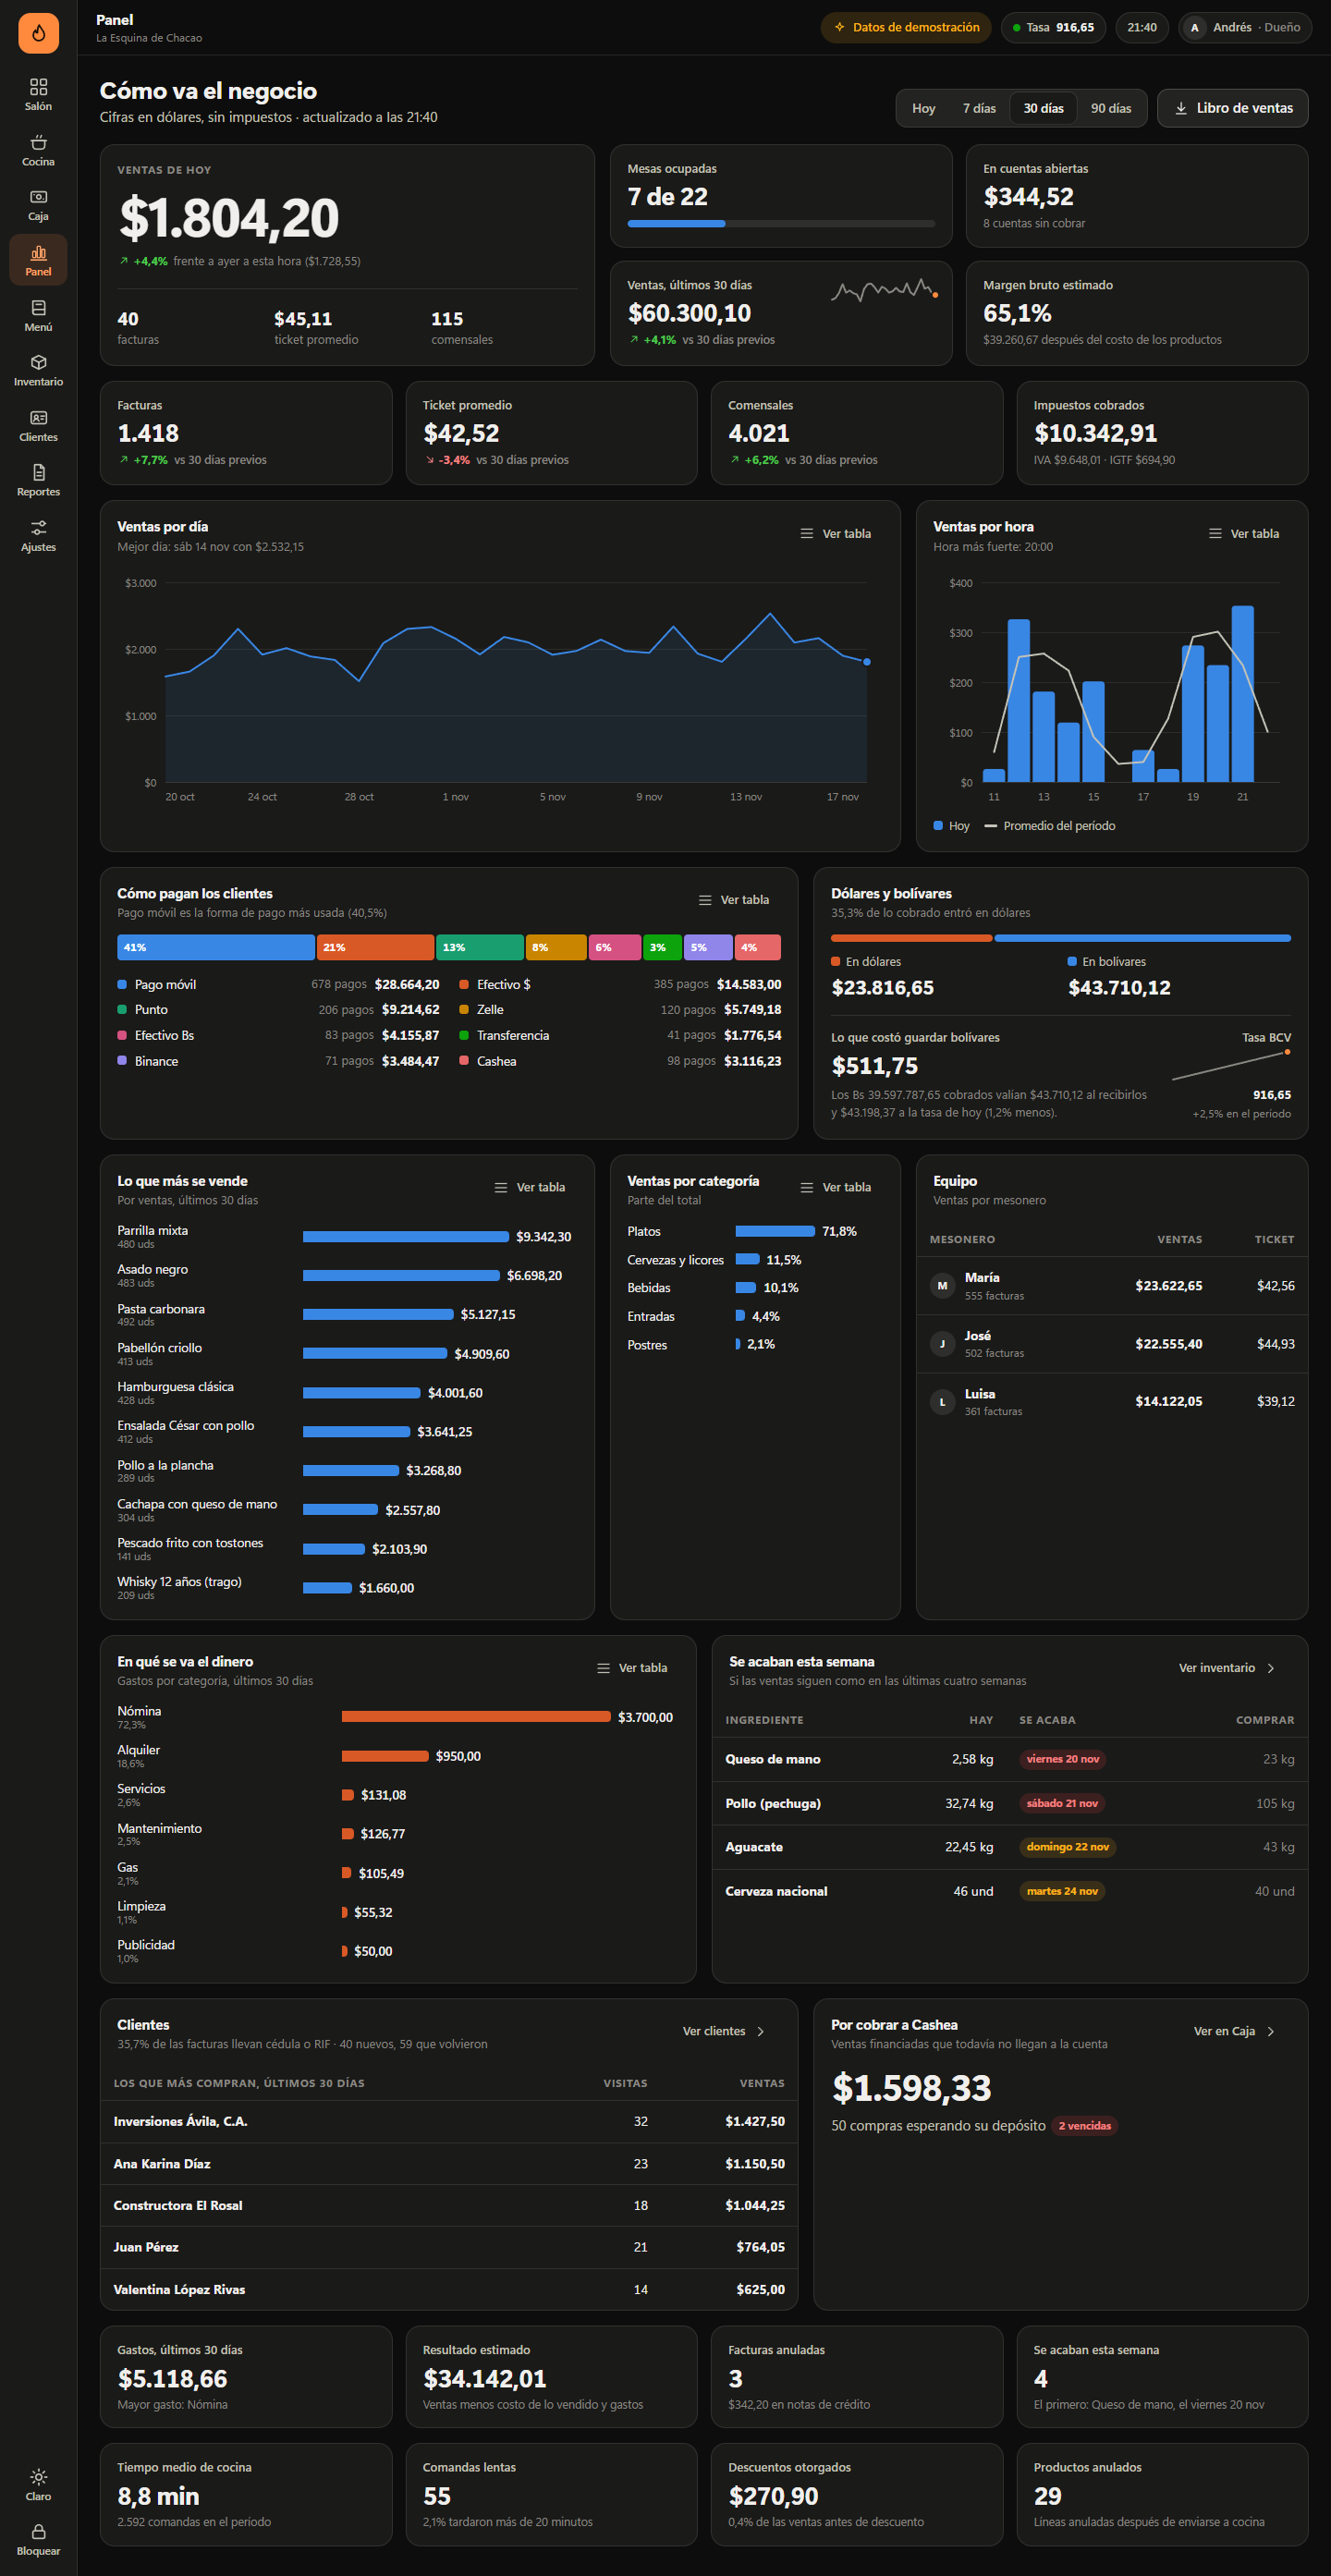 Panel
La Esquina de Chacao
Datos de demostración
Tasa 916,65
21:40
A Andrés · Dueño
Salón
Cocina
Caja
Panel
Menú
Inventario
Clientes
Reportes
Ajustes
Claro
Bloquear
Cómo va el negocio
Cifras en dólares, sin impuestos · actualizado a las 21:40
Hoy 7 días 30 días 90 días
Libro de ventas
VENTAS DE HOY
$1.804,20
+4,4% frente a ayer a esta hora ($1.728,55)
40 $45,11 115
facturas ticket promedio comensales
Mesas ocupadas
7 de 22
En cuentas abiertas
$344,52
8 cuentas sin cobrar
Ventas, últimos 30 días
$60.300,10
+4,1% vs 30 días previos
Margen bruto estimado
65,1%
$39.260,67 después del costo de los productos
Facturas
1.418
+7,7% vs 30 días previos
Ticket promedio
$42,52
-3,4% vs 30 días previos
Comensales
4.021
+6,2% vs 30 días previos
Impuestos cobrados
$10.342,91
IVA $9.648,01 · IGTF $694,90
Ventas por día
Mejor día: sáb 14 nov con $2.532,15
Ver tabla
$3.000
$2.000
$1.000
$0
20 oct 24 oct 28 oct 1 nov 5 nov 9 nov 13 nov 17 nov
Ventas por hora
Hora más fuerte: 20:00
Ver tabla
$400
$300
$200
$100
$0
11 13 15 17 19 21
Hoy Promedio del período
Cómo pagan los clientes
Pago móvil es la forma de pago más usada (40,5%)
Ver tabla
41% 21% 13% 8% 6% 3% 5% 4%
Pago móvil 678 pagos $28.664,20 Efectivo $ 385 pagos $14.583,00
Punto 206 pagos $9.214,62 Zelle 120 pagos $5.749,18
Efectivo Bs 83 pagos $4.155,87 Transferencia 41 pagos $1.776,54
Binance 71 pagos $3.484,47 Cashea 98 pagos $3.116,23
Dólares y bolívares
35,3% de lo cobrado entró en dólares
En dólares En bolívares
$23.816,65 $43.710,12
Lo que costó guardar bolívares
$511,75
Los Bs 39.597.787,65 cobrados valían $43.710,12 al recibirlos
y $43.198,37 a la tasa de hoy (1,2% menos).
Tasa BCV
916,65
+2,5% en el período
Lo que más se vende
Por ventas, últimos 30 días
Ver tabla
Parrilla mixta $9.342,30
480 uds
Asado negro $6.698,20
483 uds
Pasta carbonara $5.127,15
492 uds
Pabellón criollo $4.909,60
413 uds
Hamburguesa clásica $4.001,60
428 uds
Ensalada César con pollo $3.641,25
412 uds
Pollo a la plancha $3.268,80
289 uds
Cachapa con queso de mano $2.557,80
304 uds
Pescado frito con tostones $2.103,90
141 uds
Whisky 12 años (trago) $1.660,00
209 uds
Ventas por categoría
Parte del total
Ver tabla
Platos 71,8%
Cervezas y licores 11,5%
Bebidas 10,1%
Entradas 4,4%
Postres 2,1%
Equipo
Ventas por mesonero
MESONERO VENTAS TICKET
M María $23.622,65 $42,56
555 facturas
J José $22.555,40 $44,93
502 facturas
L Luisa $14.122,05 $39,12
361 facturas
En qué se va el dinero
Gastos por categoría, últimos 30 días
Ver tabla
Nómina $3.700,00
72,3%
Alquiler $950,00
18,6%
Servicios $131,08
2,6%
Mantenimiento $126,77
2,5%
Gas $105,49
2,1%
Limpieza $55,32
1,1%
Publicidad $50,00
1,0%
Se acaban esta semana
Si las ventas siguen como en las últimas cuatro semanas
Ver inventario
INGREDIENTE HAY SE ACABA COMPRAR
Queso de mano 2,58 kg viernes 20 nov 23 kg
Pollo (pechuga) 32,74 kg sábado 21 nov 105 kg
Aguacate 22,45 kg domingo 22 nov 43 kg
Cerveza nacional 46 und martes 24 nov 40 und
Clientes
35,7% de las facturas llevan cédula o RIF · 40 nuevos, 59 que volvieron
Ver clientes
LOS QUE MÁS COMPRAN, ÚLTIMOS 30 DÍAS VISITAS VENTAS
Inversiones Ávila, C.A. 32 $1.427,50
Ana Karina Díaz 23 $1.150,50
Constructora El Rosal 18 $1.044,25
Juan Pérez 21 $764,05
Valentina López Rivas 14 $625,00
Por cobrar a Cashea
Ventas financiadas que todavía no llegan a la cuenta
Ver en Caja
$1.598,33
50 compras esperando su depósito 2 vencidas
Gastos, últimos 30 días
$5.118,66
Mayor gasto: Nómina
Resultado estimado
$34.142,01
Ventas menos costo de lo vendido y gastos
Facturas anuladas
3
$342,20 en notas de crédito
Se acaban esta semana
4
El primero: Queso de mano, el viernes 20 nov
Tiempo medio de cocina
8,8 min
2.592 comandas en el período
Comandas lentas
55
2,1% tardaron más de 20 minutos
Descuentos otorgados
$270,90
0,4% de las ventas antes de descuento
Productos anulados
29
Líneas anuladas después de enviarse a cocina